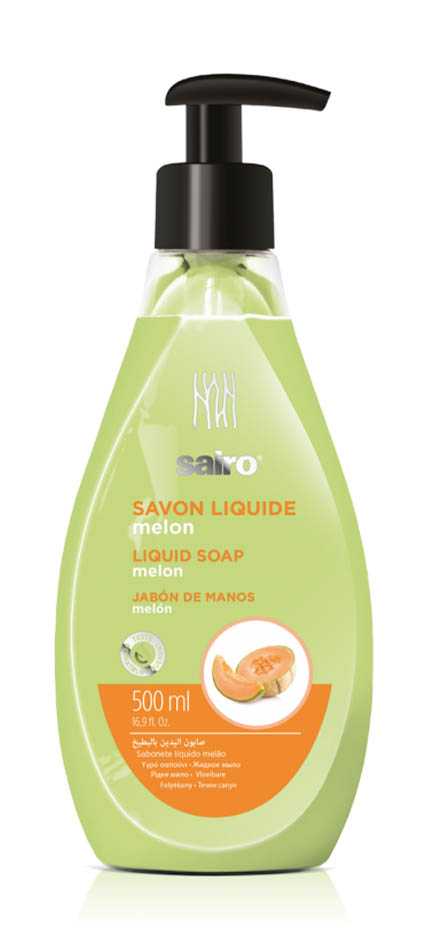 sairo®
SAVON LIQUIDE
melon
LIQUID SOAP
melon
JABÓN DE MANOS
melón
500 ml
16,9 fl. Oz.
صابون اليدين بالبطيخ
Sabonete líquido melão
Υγρό σαπούνι • Жидкое мыло
Рідке мило •
Folyékony • Течен сапун